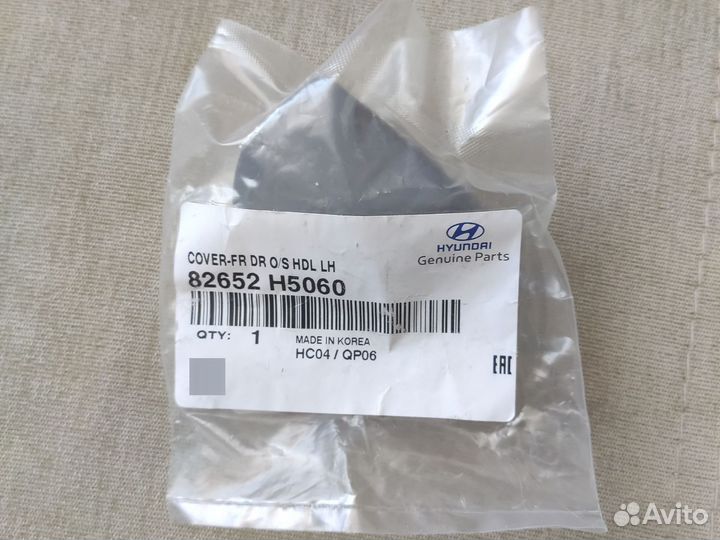 HYUNDAI
Genuine Parts
COVER-FR DR O/S HDL LH
82652 H5060
QTY: 1
MADE IN KOREA
HC04 / QP06
EAC
Avito